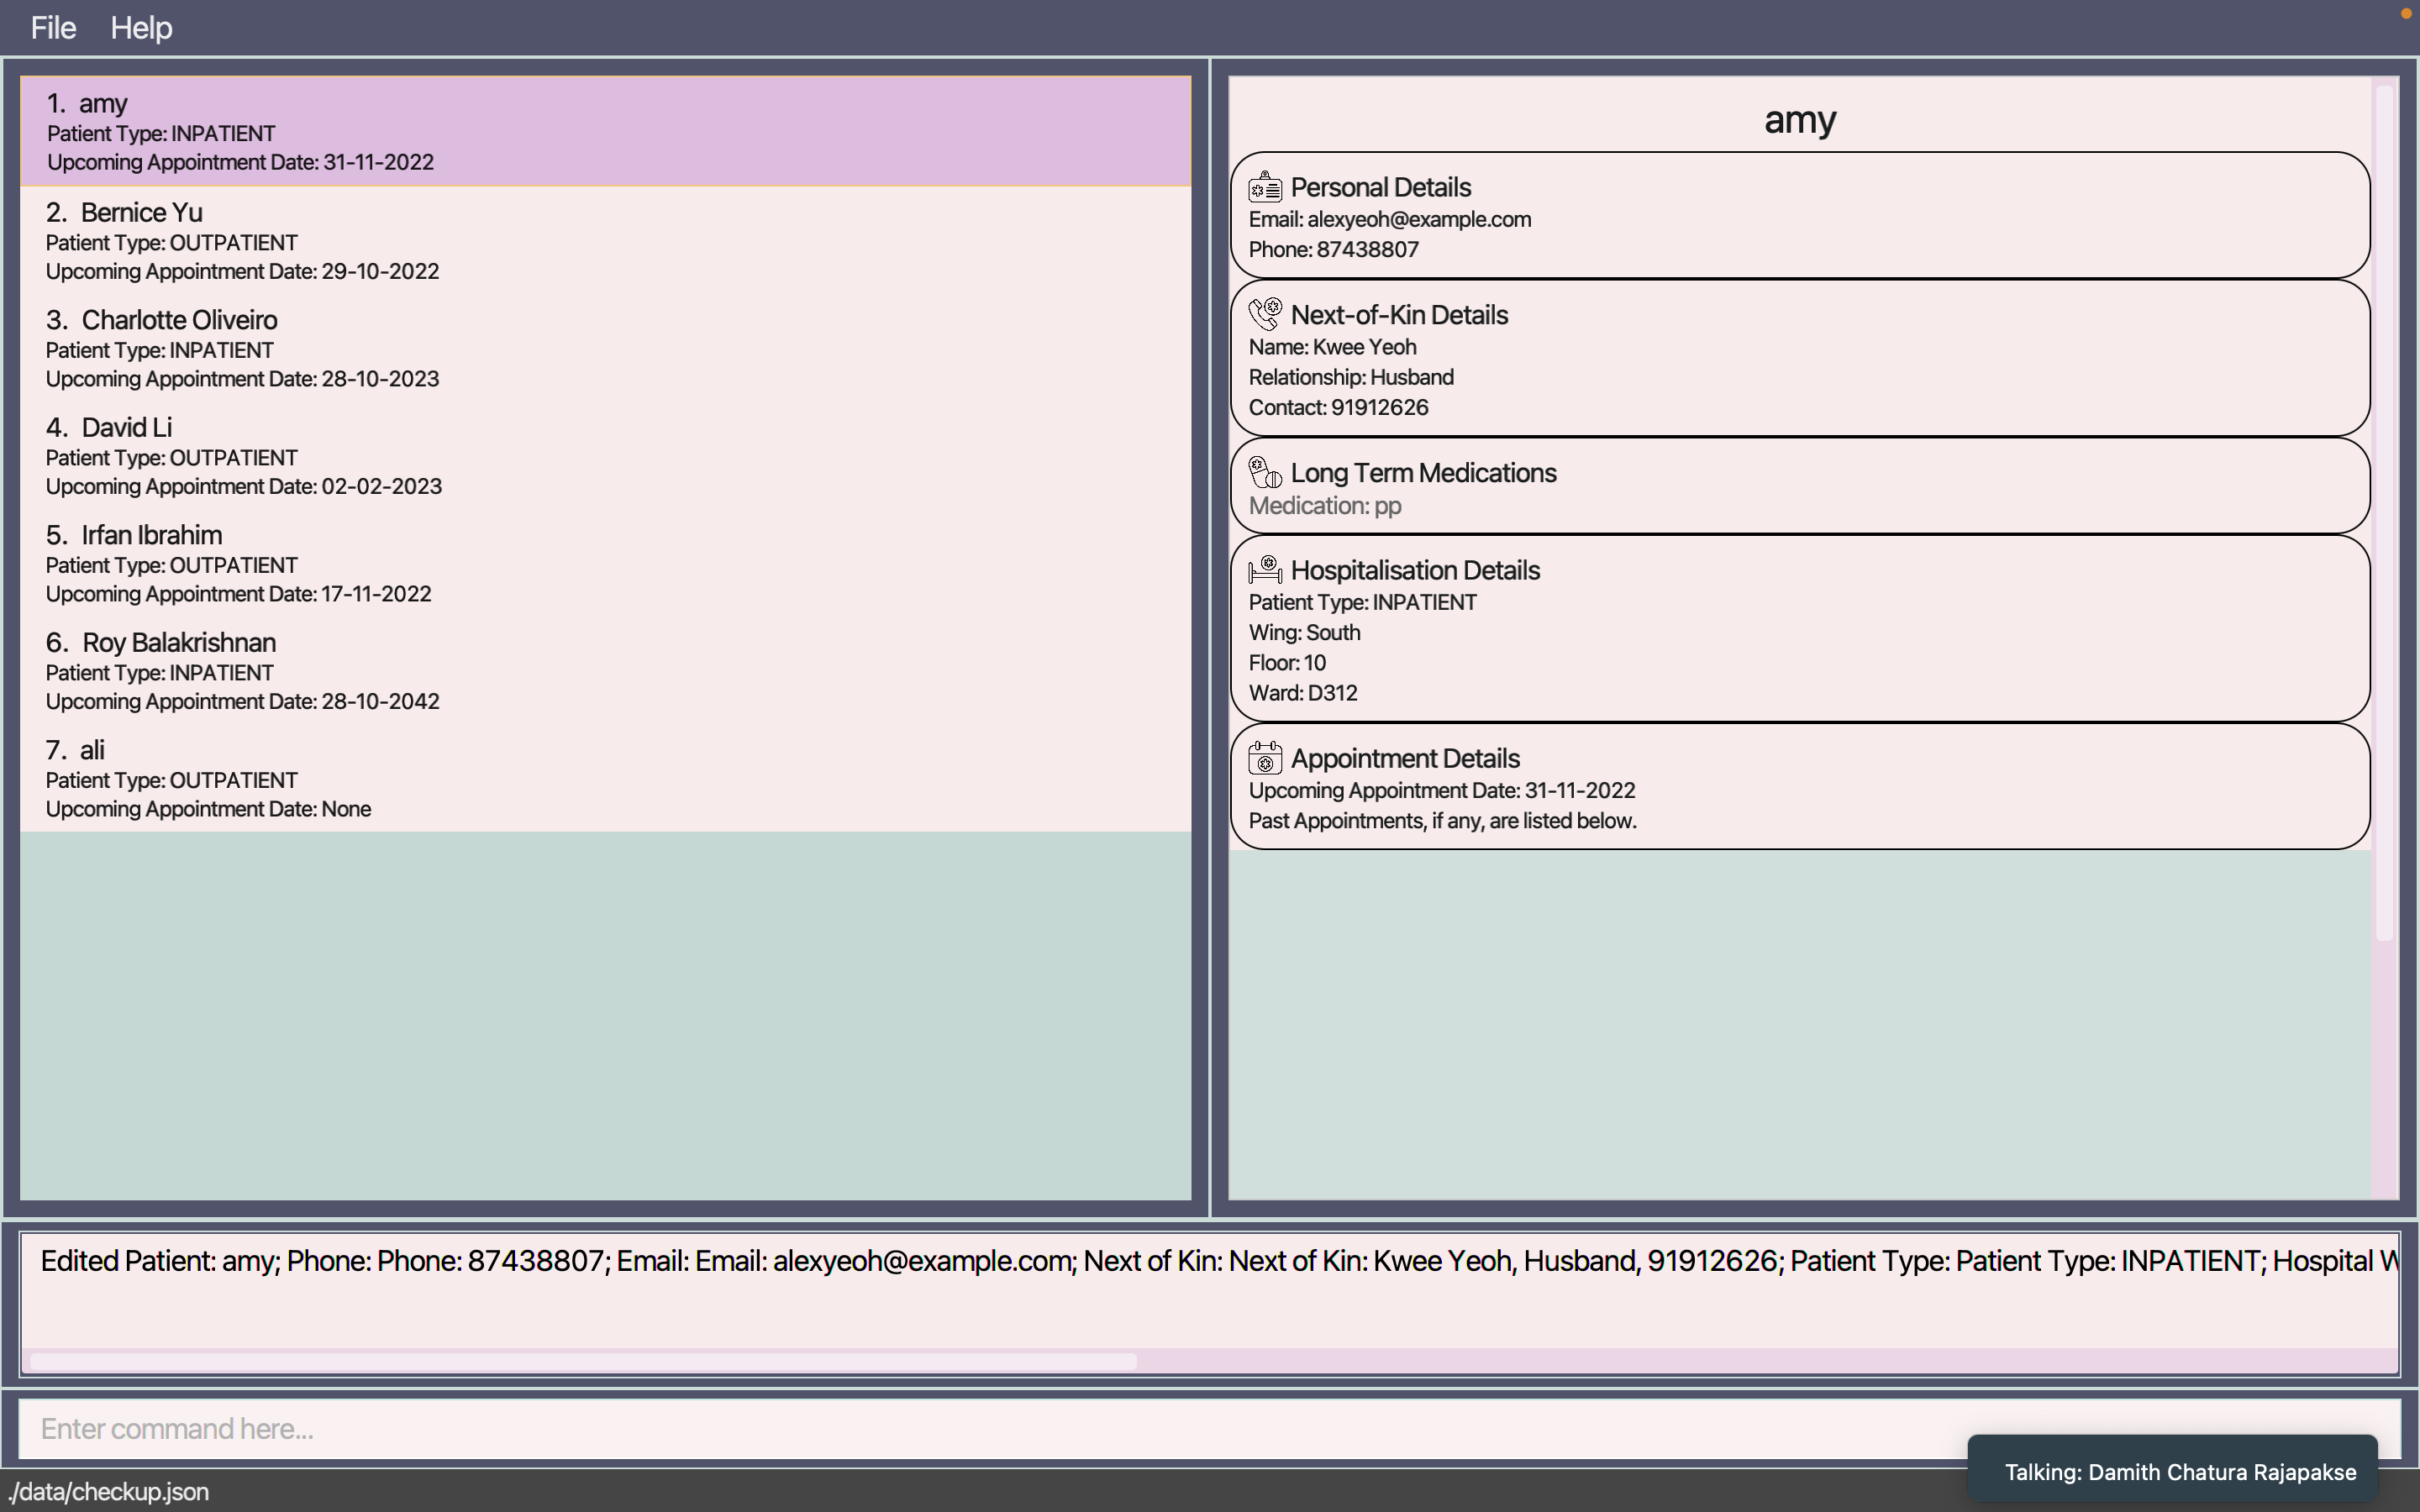 File Help
1. amy
Patient Type: INPATIENT
Upcoming Appointment Date: 31-11-2022
2. Bernice Yu
Patient Type: OUTPATIENT
Upcoming Appointment Date: 29-10-2022
3. Charlotte Oliveiro
Patient Type: INPATIENT
Upcoming Appointment Date: 28-10-2023
4. David Li
Patient Type: OUTPATIENT
Upcoming Appointment Date: 02-02-2023
5. Irfan Ibrahim
Patient Type: OUTPATIENT
Upcoming Appointment Date: 17-11-2022
6. Roy Balakrishnan
Patient Type: INPATIENT
Upcoming Appointment Date: 28-10-2042
7. ali
Patient Type: OUTPATIENT
Upcoming Appointment Date: None
amy
Personal Details
Email: alexyeoh@example.com
Phone: 87438807
Next-of-Kin Details
Name: Kwee Yeoh
Relationship: Husband
Contact: 91912626
Long Term Medications
Medication: pp
Hospitalisation Details
Patient Type: INPATIENT
Wing: South
Floor: 10
Ward: D312
Appointment Details
Upcoming Appointment Date: 31-11-2022
Past Appointments, if any, are listed below.
Edited Patient: amy; Phone: Phone: 87438807; Email: Email: alexyeoh@example.com; Next of Kin: Next of Kin: Kwee Yeoh, Husband, 91912626; Patient Type: Patient Type: INPATIENT; Hospital
Enter command here...
Talking: Damith Chatura Rajapakse
./data/checkup.json